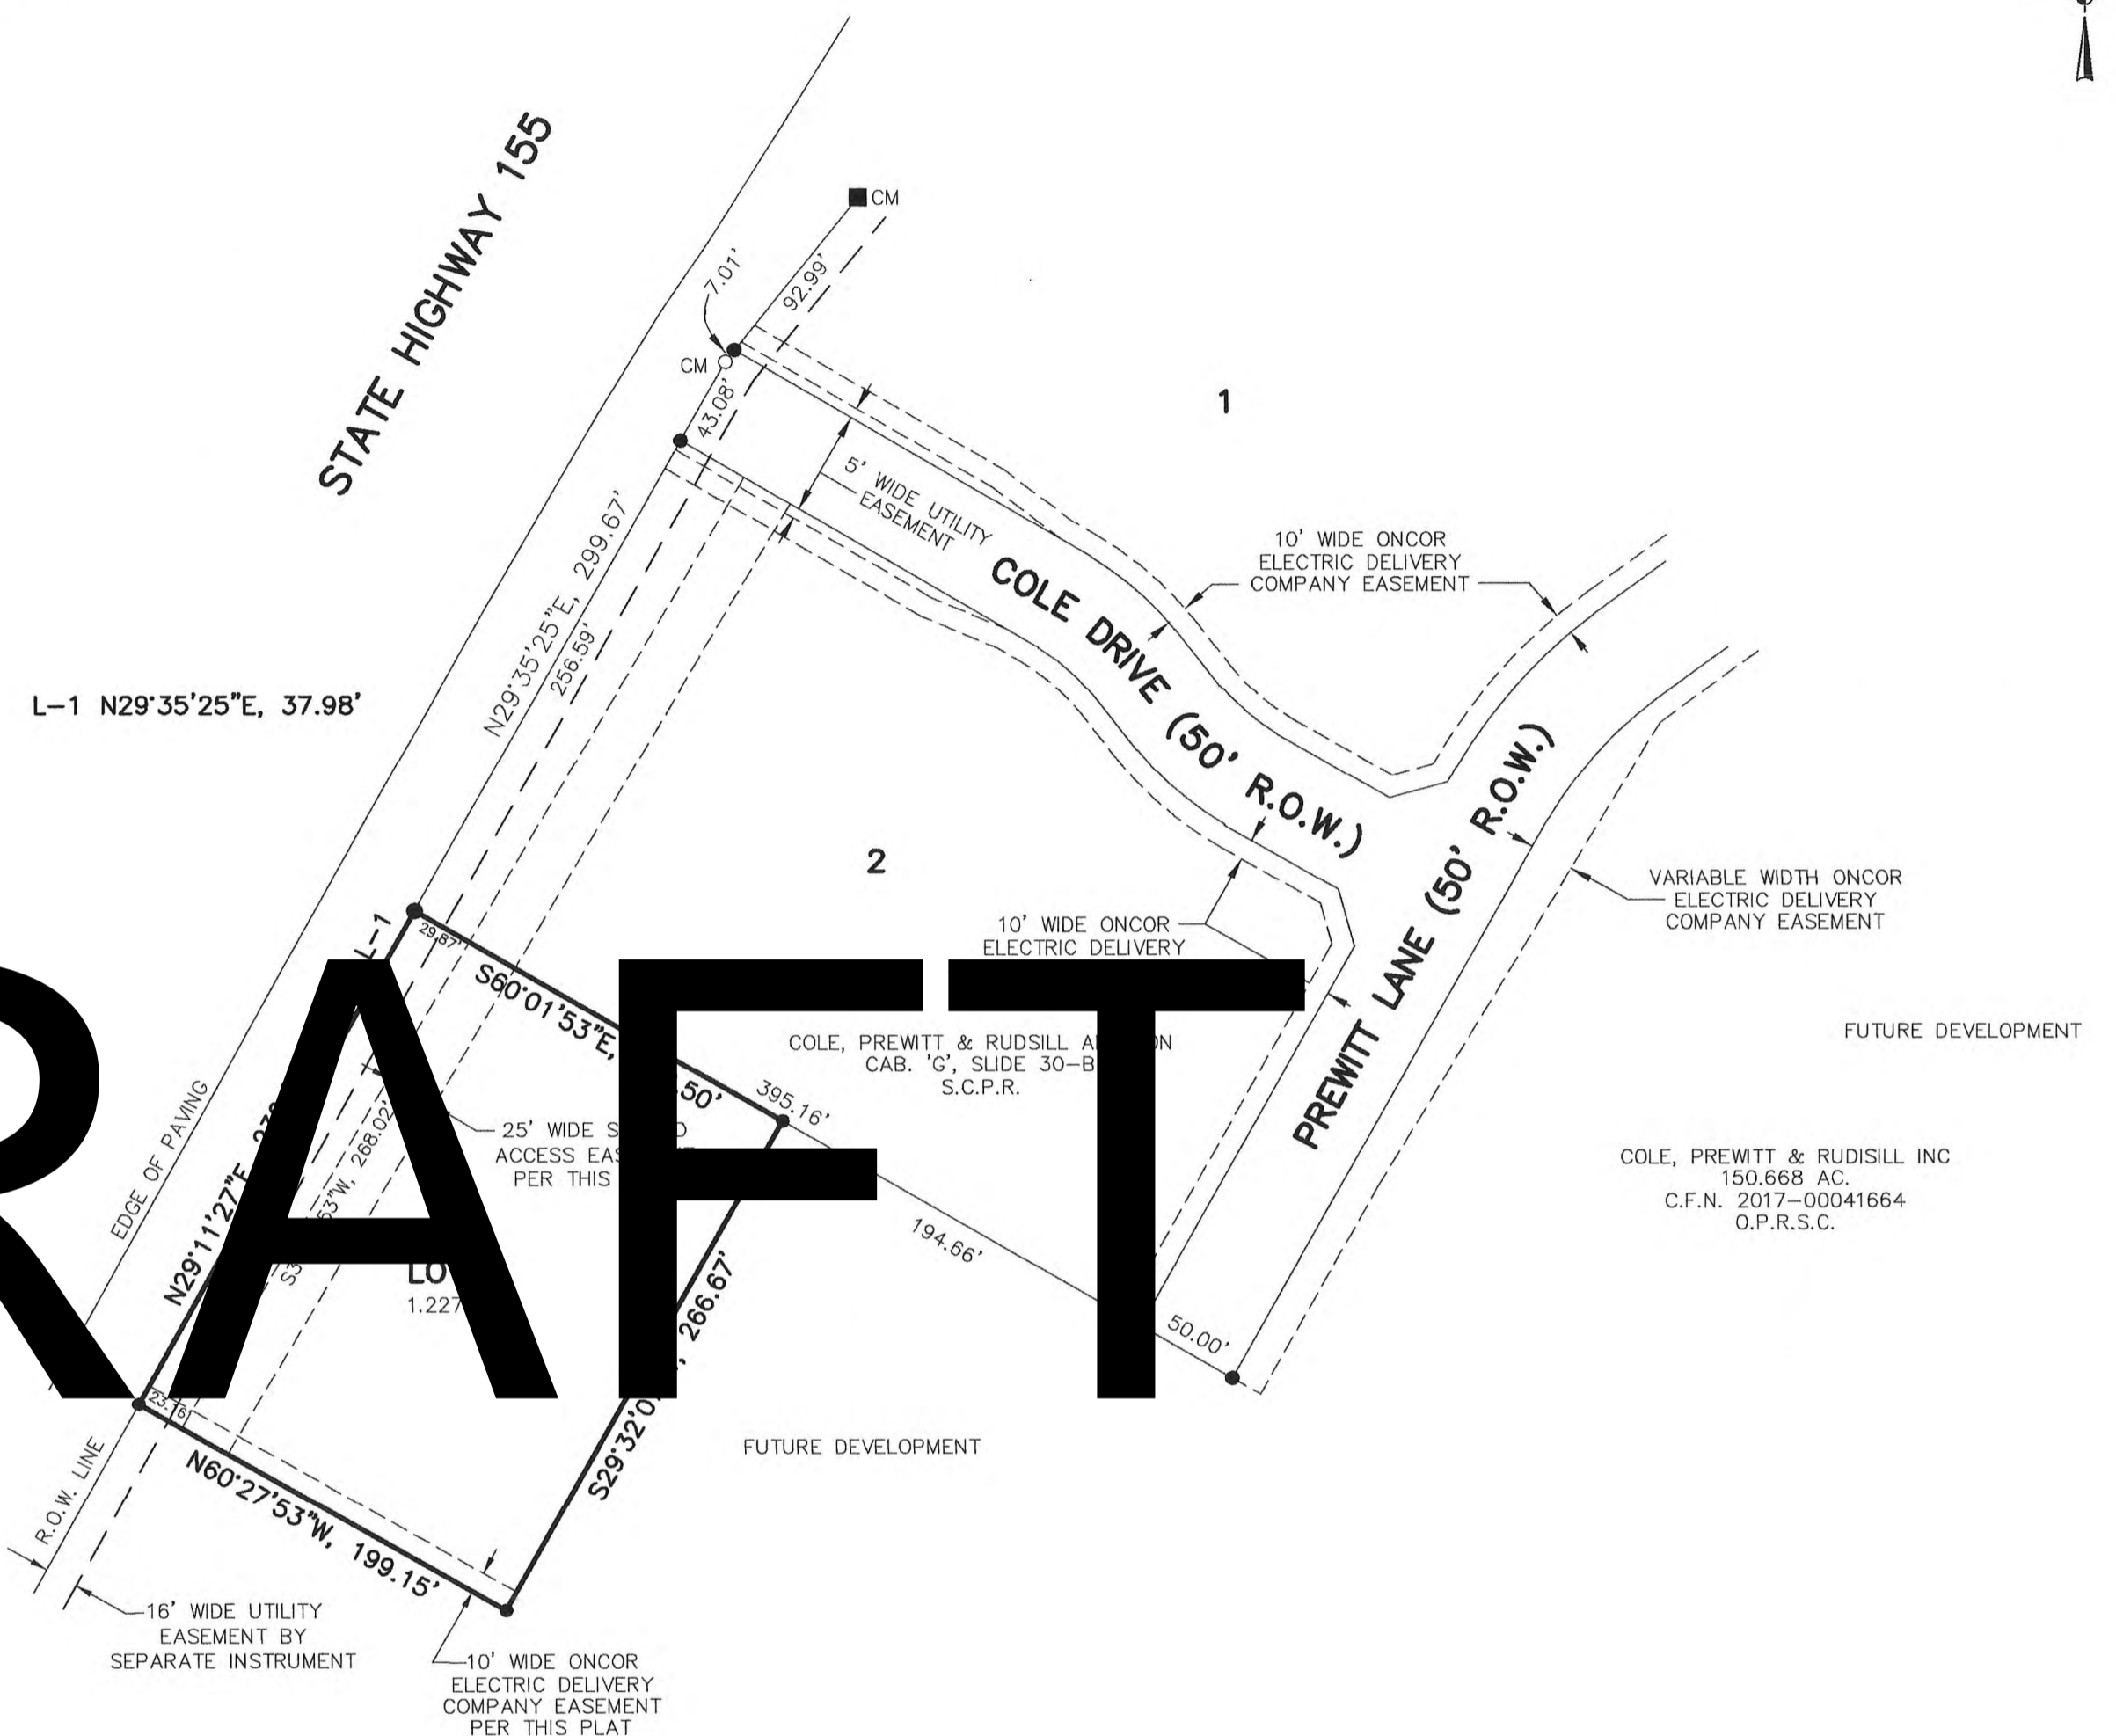 STATE HIGHWAY 155
CM
7.01'
92.99'
CM
43.08'
1
5' WIDE UTILITY
EASEMENT
COLE DRIVE (50' R.O.W.)
10' WIDE ONCOR
ELECTRIC DELIVERY
COMPANY EASEMENT
N29°35'25"E, 299.67'
256.59'
L-1 N29°35'25"E, 37.98'
2
PREWITT LANE (50' R.O.W.)
VARIABLE WIDTH ONCOR
ELECTRIC DELIVERY
COMPANY EASEMENT
10' WIDE ONCOR
ELECTRIC DELIVERY
L-1
29.87'
S60°01'53"E,
50'
395.16'
COLE, PREWITT & RUDSILL
CAB. 'G', SLIDE 30-B
S.C.P.R.
FUTURE DEVELOPMENT
COLE, PREWITT & RUDISILL INC
150.668 AC.
C.F.N. 2017-00041664
O.P.R.S.C.
RAFT
EDGE OF PAVING
N29°11'27"E
53"W, 268.02'
25' WIDE
ACCESS
PER THIS
LO
1.227
266.67'
194.66'
50.00'
S29°32'0
23.16'
R.O.W. LINE
N60°27'53"W, 199.15'
FUTURE DEVELOPMENT
16' WIDE UTILITY
EASEMENT BY
SEPARATE INSTRUMENT
10' WIDE ONCOR
ELECTRIC DELIVERY
COMPANY EASEMENT
PER THIS PLAT